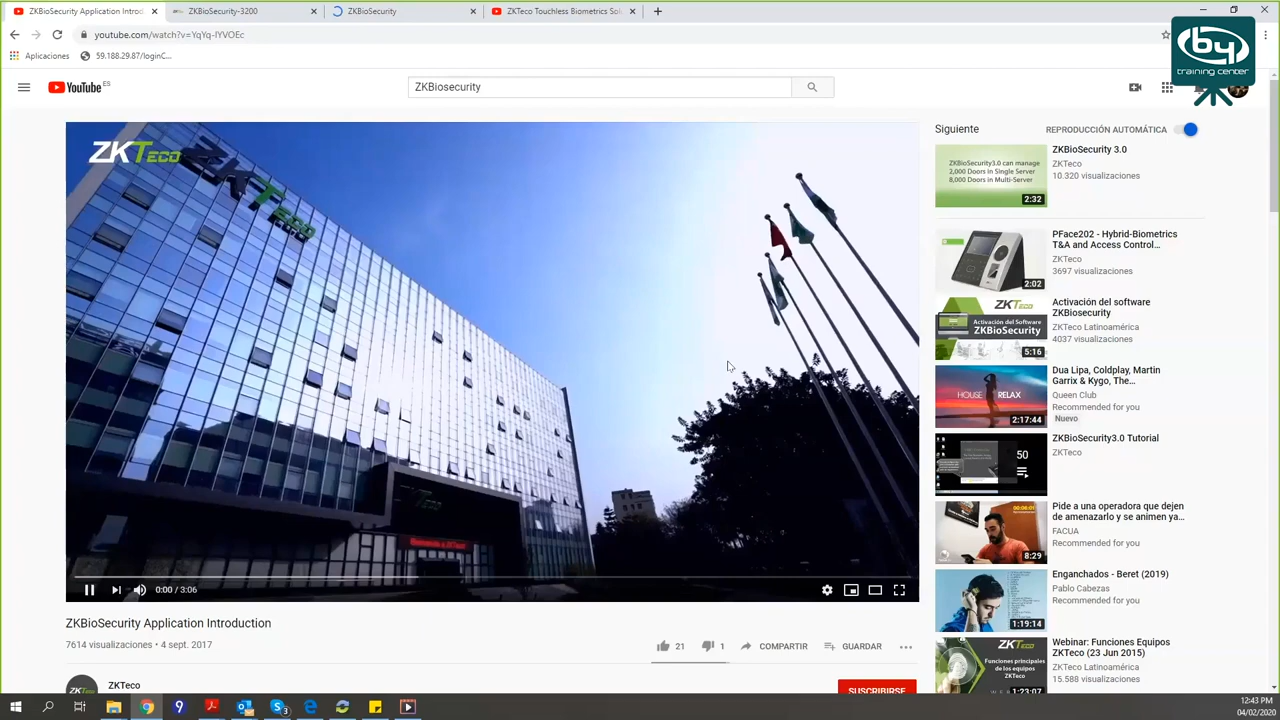 ZKBioSecurity Application Introdu
ZKBioSecurity-3200
ZKBioSecurity
ZKTeco Touchless Biometrics Sol
youtube.com/watch?v=YqYq-IYVOEc
by
training center
Aplicaciones
59.188.29.87/loginC...
YouTube ES
ZKBiosecurity
ZKTeco
Siguiente
REPRODUCCIÓN AUTOMÁTICA
ZKBioSecurity3.0 can manage
2,000 Doors in Single Server
8,000 Doors in Multi-Server
2:32
ZKBioSecurity 3.0
ZKTeco
10.320 visualizaciones
2:02
PFace202 - Hybrid-Biometrics
T&A and Access Control...
ZKTeco
3697 visualizaciones
ZKTeco
Activación del Software
ZKBioSecurity
5:16
Activación del software
ZKBiosecurity
ZKTeco Latinoamérica
4037 visualizaciones
HOUSE RELAX
2:17:44
Dua Lipa, Coldplay, Martin
Garrix & Kygo, The...
Queen Club
Recommended for you
Nuevo
50
ZKBioSecurity3.0 Tutorial
ZKTeco
8:29
Pide a una operadora que dejen
de amenazarlo y se animen ya...
FACUA
Recommended for you
1:19:14
Enganchados - Beret (2019)
Pablo Cabezas
Recommended for you
ZKTeco
Funciones principales
de los equipos
ZKTeco
1:23:07
Webinar: Funciones Equipos
ZKTeco (23 Jun 2015)
ZKTeco Latinoamérica
15.588 visualizaciones
0:00 / 3:06
ZKBioSecurity Application Introduction
7614 visualizaciones • 4 sept. 2017
21
1
COMPARTIR
GUARDAR
ZKTeco
ZKTeco
SUSCRIBIRSE
12:43 PM
04/02/2020